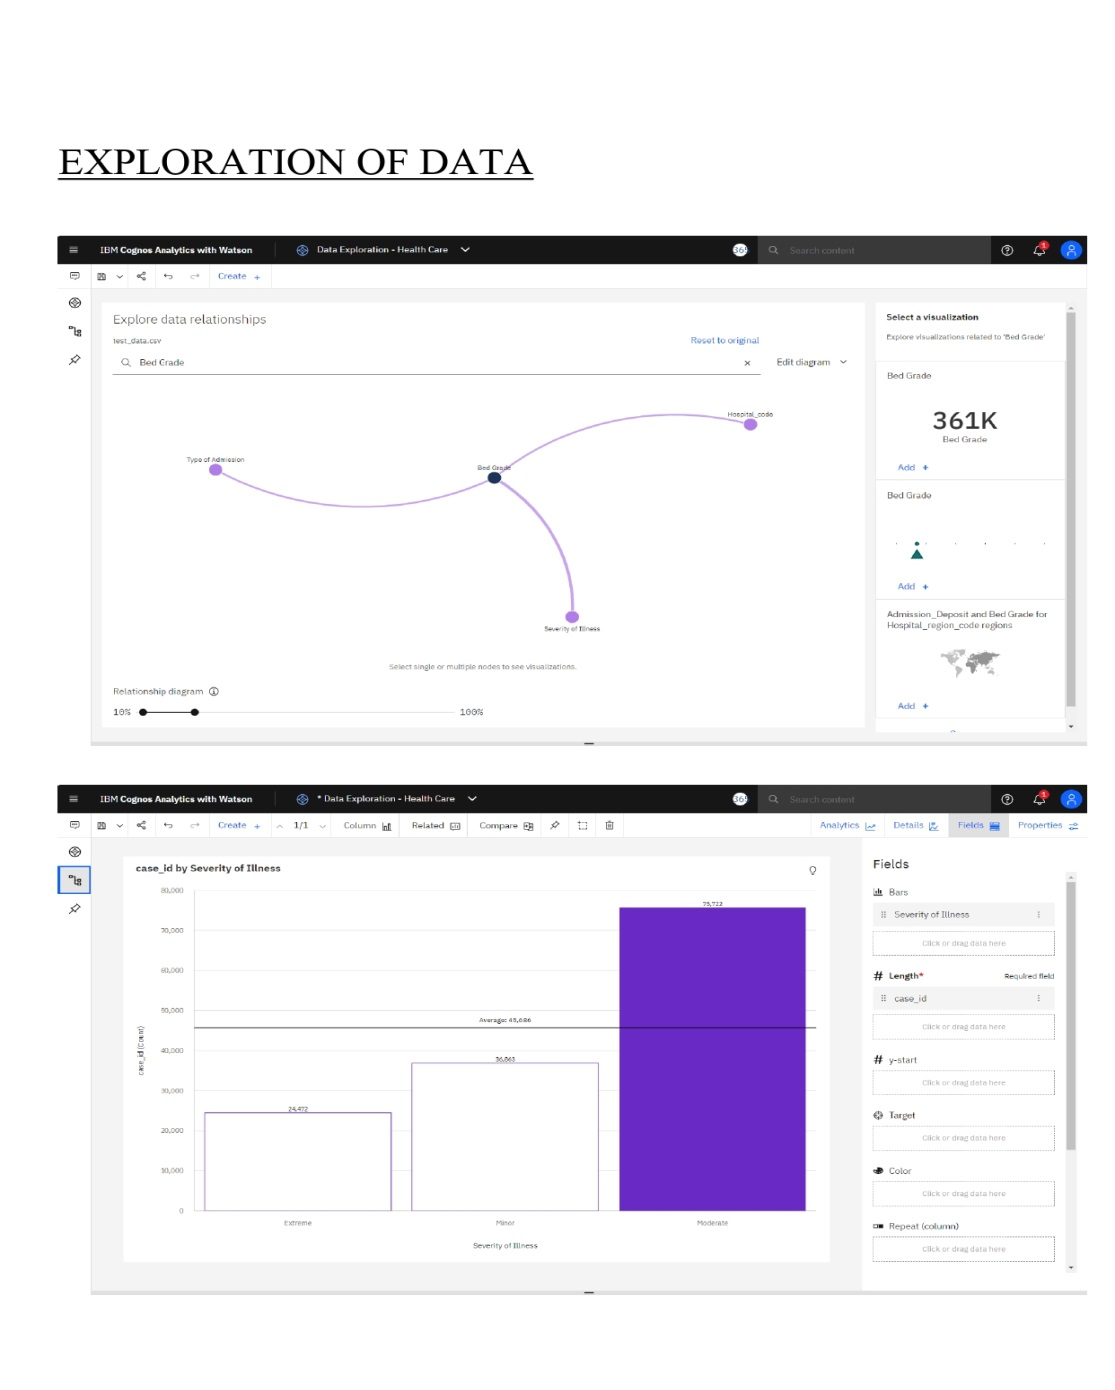 EXPLORATION OF DATA
IBM Cognos Analytics with Watson
Data Exploration - Health Care
Search content
1
Create +
Explore data relationships
test_data.csv
Reset to original
Bed Grade
Edit diagram
Hospital_code
Type of Admission
Bed Grade
Severity of Illness
Select single or multiple nodes to see visualizations.
Relationship diagram
10%
100%
Select a visualization
Explore visualizations related to 'Bed Grade'
Bed Grade
361K
Bed Grade
Add +
Bed Grade
Add +
Admission_Deposit and Bed Grade for
Hospital_region_code regions
Add +
IBM Cognos Analytics with Watson
* Data Exploration - Health Care
Search content
1
Create +
1/1
Column
Related
Compare
Analytics
Details
Fields
Properties
case_id by Severity of Illness
80,000
70,000
60,000
50,000
40,000
30,000
20,000
10,000
0
case_id (Count)
24,472
Average: 45,686
Extreme
Minor
Moderate
Severity of Illness
Fields
Bars
Severity of Illness
Click or drag data here
# Length*
Required field
case_id
Click or drag data here
# y-start
Click or drag data here
Target
Click or drag data here
Color
Click or drag data here
Repeat (column)
Click or drag data here